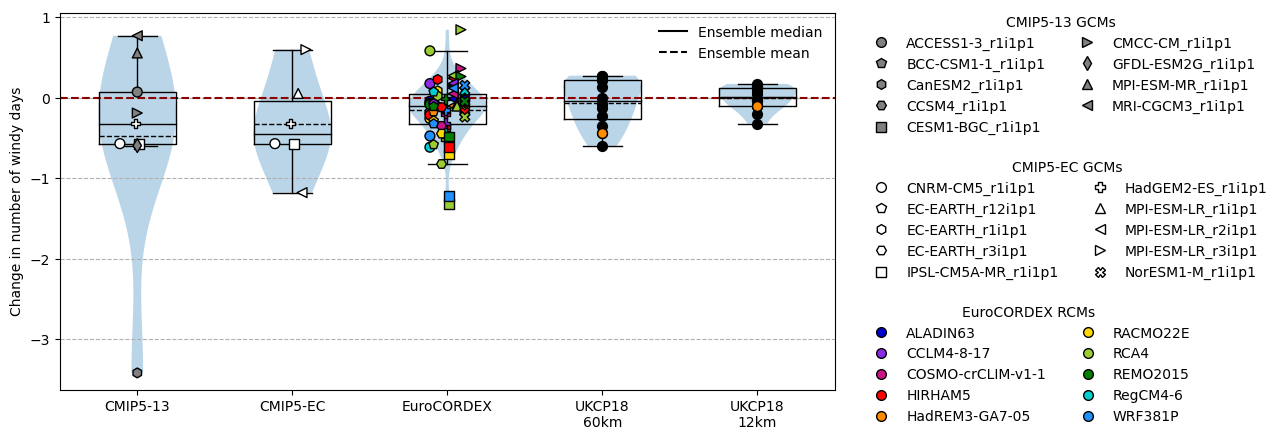 Change in number of windy days
1
0
−1
−2
−3
Ensemble median
Ensemble mean
CMIP5-13
CMIP5-EC
EuroCORDEX
UKCP18
60km
UKCP18
12km
CMIP5-13 GCMs
ACCESS1-3_r1i1p1
BCC-CSM1-1_r1i1p1
CanESM2_r1i1p1
CCSM4_r1i1p1
CESM1-BGC_r1i1p1
CMCC-CM_r1i1p1
GFDL-ESM2G_r1i1p1
MPI-ESM-MR_r1i1p1
MRI-CGCM3_r1i1p1
CMIP5-EC GCMs
CNRM-CM5_r1i1p1
EC-EARTH_r12i1p1
EC-EARTH_r1i1p1
EC-EARTH_r3i1p1
IPSL-CM5A-MR_r1i1p1
HadGEM2-ES_r1i1p1
MPI-ESM-LR_r1i1p1
MPI-ESM-LR_r2i1p1
MPI-ESM-LR_r3i1p1
NorESM1-M_r1i1p1
EuroCORDEX RCMs
ALADIN63
CCLM4-8-17
COSMO-crCLIM-v1-1
HIRHAM5
HadREM3-GA7-05
RACMO22E
RCA4
REMO2015
RegCM4-6
WRF381P